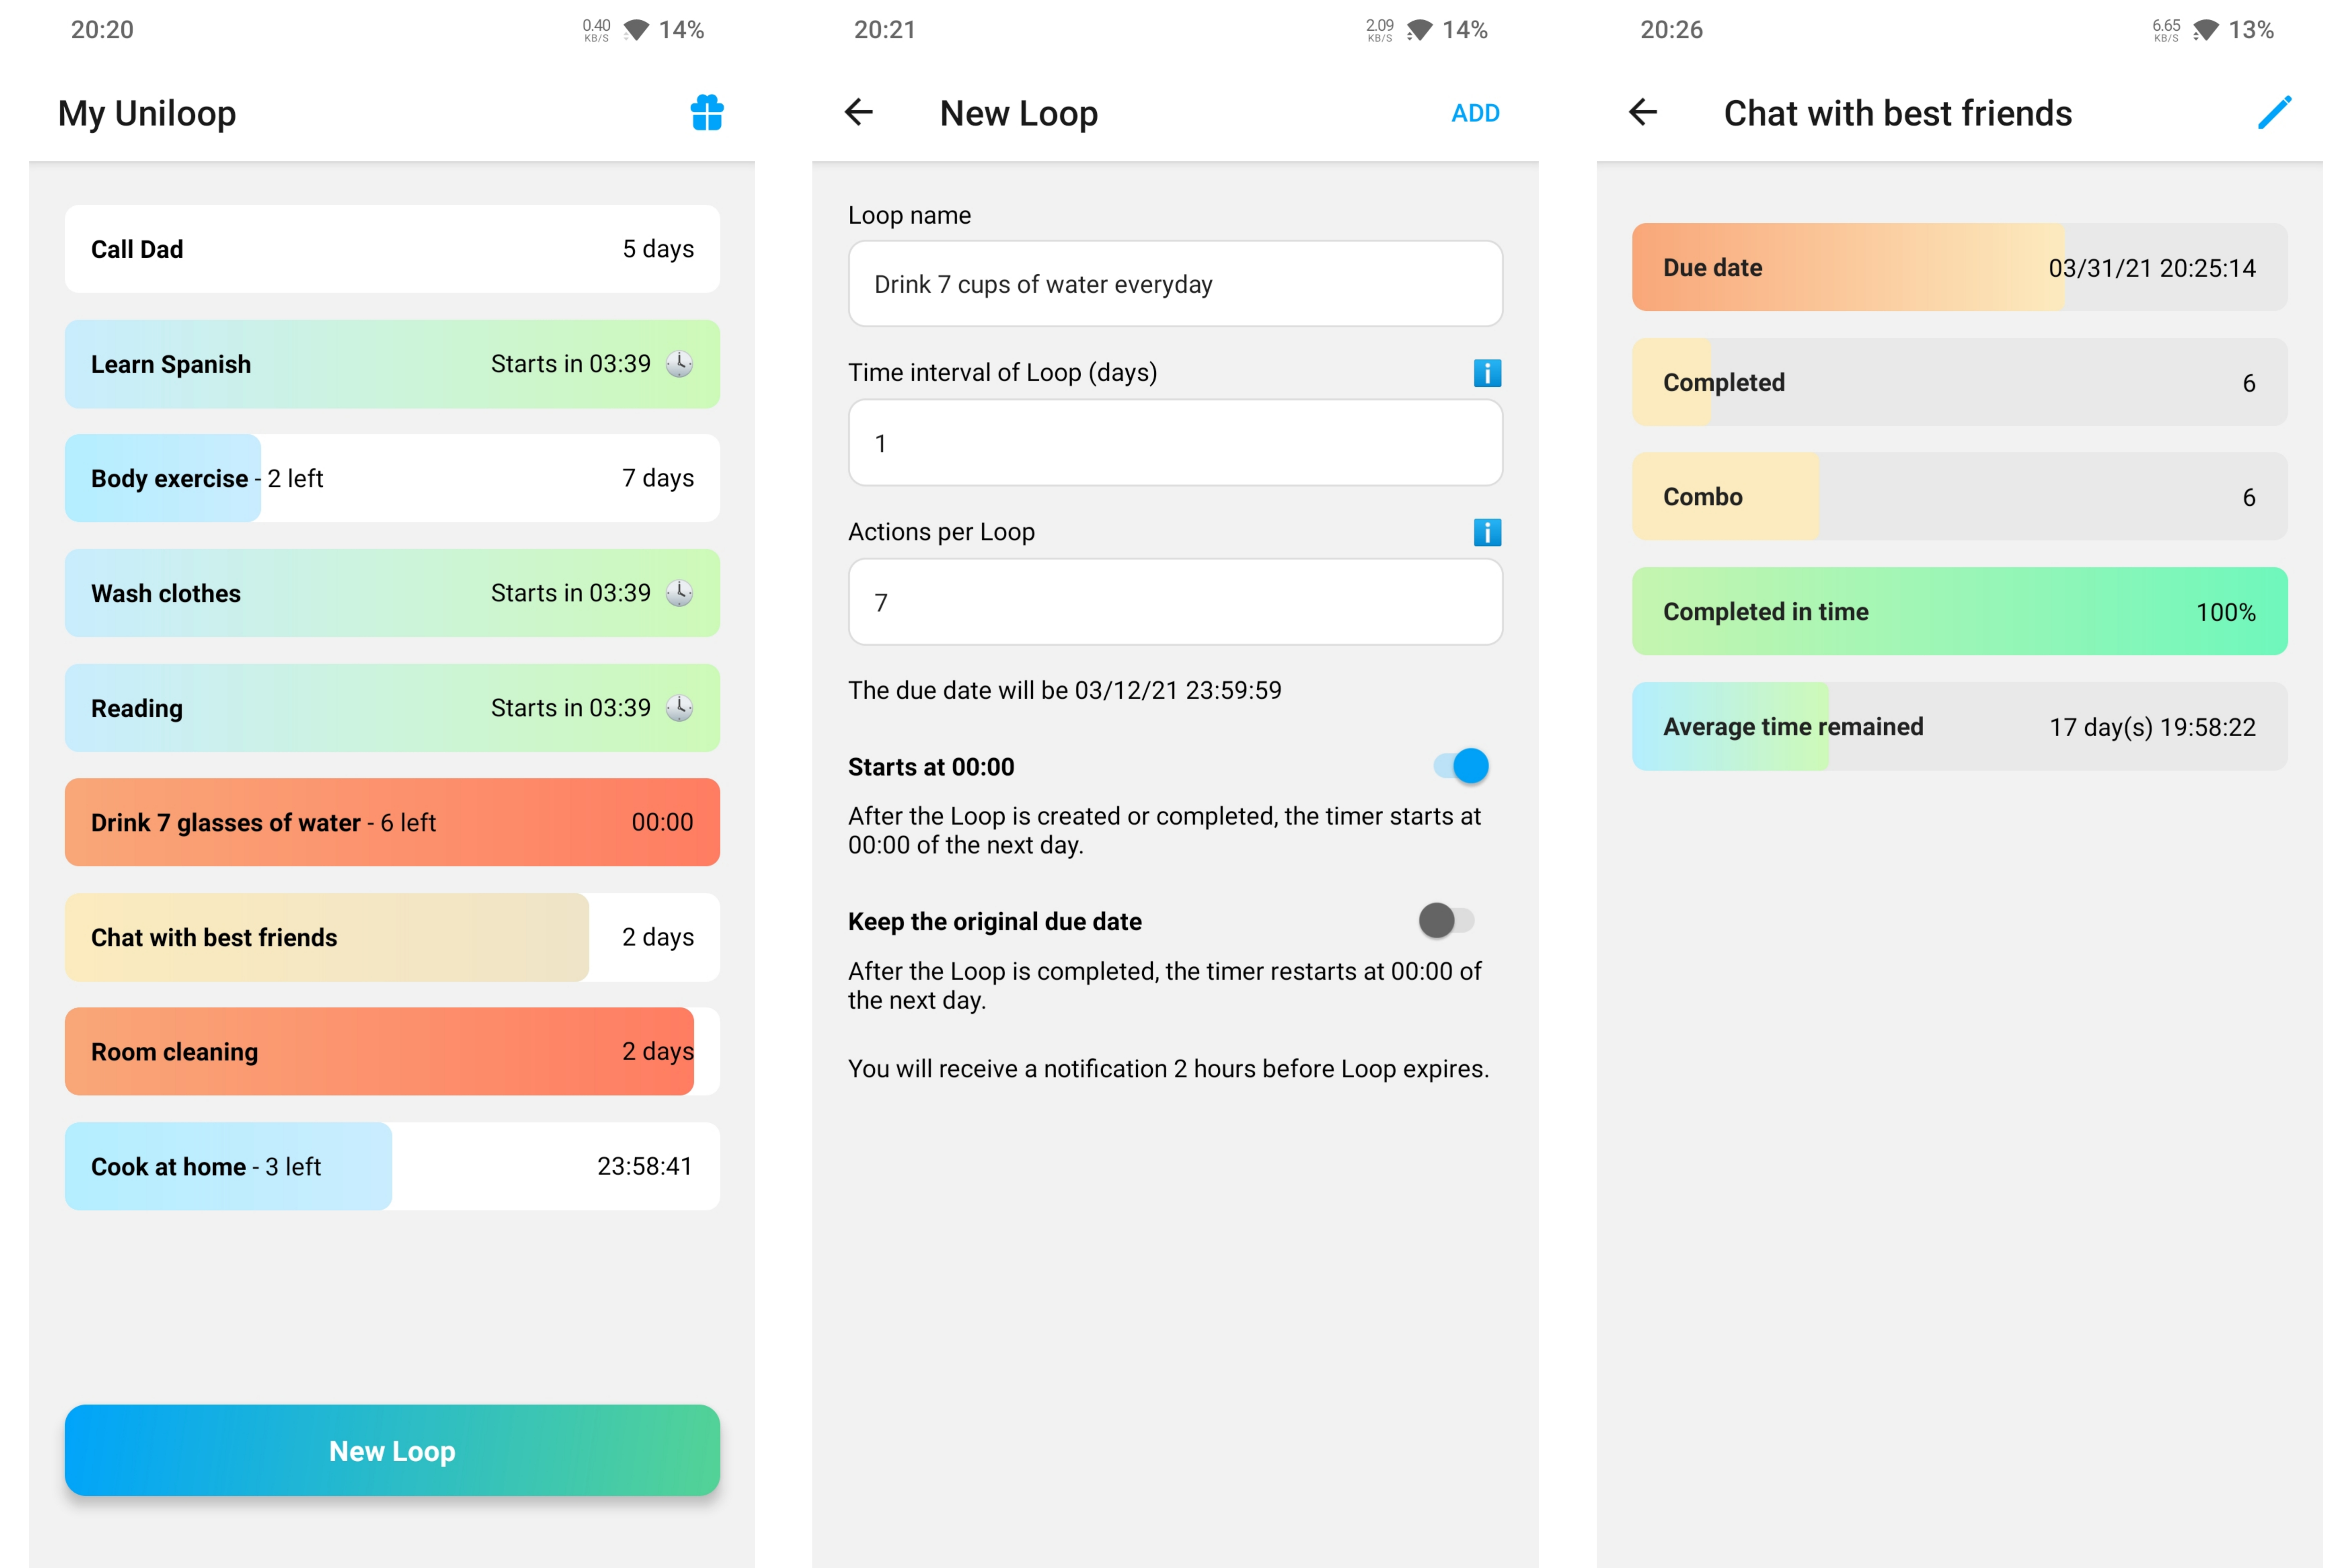 20:20
0.40
KB/S
14%
My Uniloop
Call Dad
5 days
Learn Spanish
Starts in 03:39
Body exercise - 2 left
7 days
Wash clothes
Starts in 03:39
Reading
Starts in 03:39
Drink 7 glasses of water - 6 left
00:00
Chat with best friends
2 days
Room cleaning
2 days
Cook at home - 3 left
23:58:41
New Loop
20:21
2.09
KB/S
14%
New Loop
ADD
Loop name
Drink 7 cups of water everyday
Time interval of Loop (days)
i
1
Actions per Loop
i
7
The due date will be 03/12/21 23:59:59
Starts at 00:00
After the Loop is created or completed, the timer starts at
00:00 of the next day.
Keep the original due date
After the Loop is completed, the timer restarts at 00:00 of
the next day.
You will receive a notification 2 hours before Loop expires.
20:26
6.65
KB/S
13%
Chat with best friends
Due date
03/31/21 20:25:14
Completed
6
Combo
6
Completed in time
100%
Average time remained
17 day(s) 19:58:22